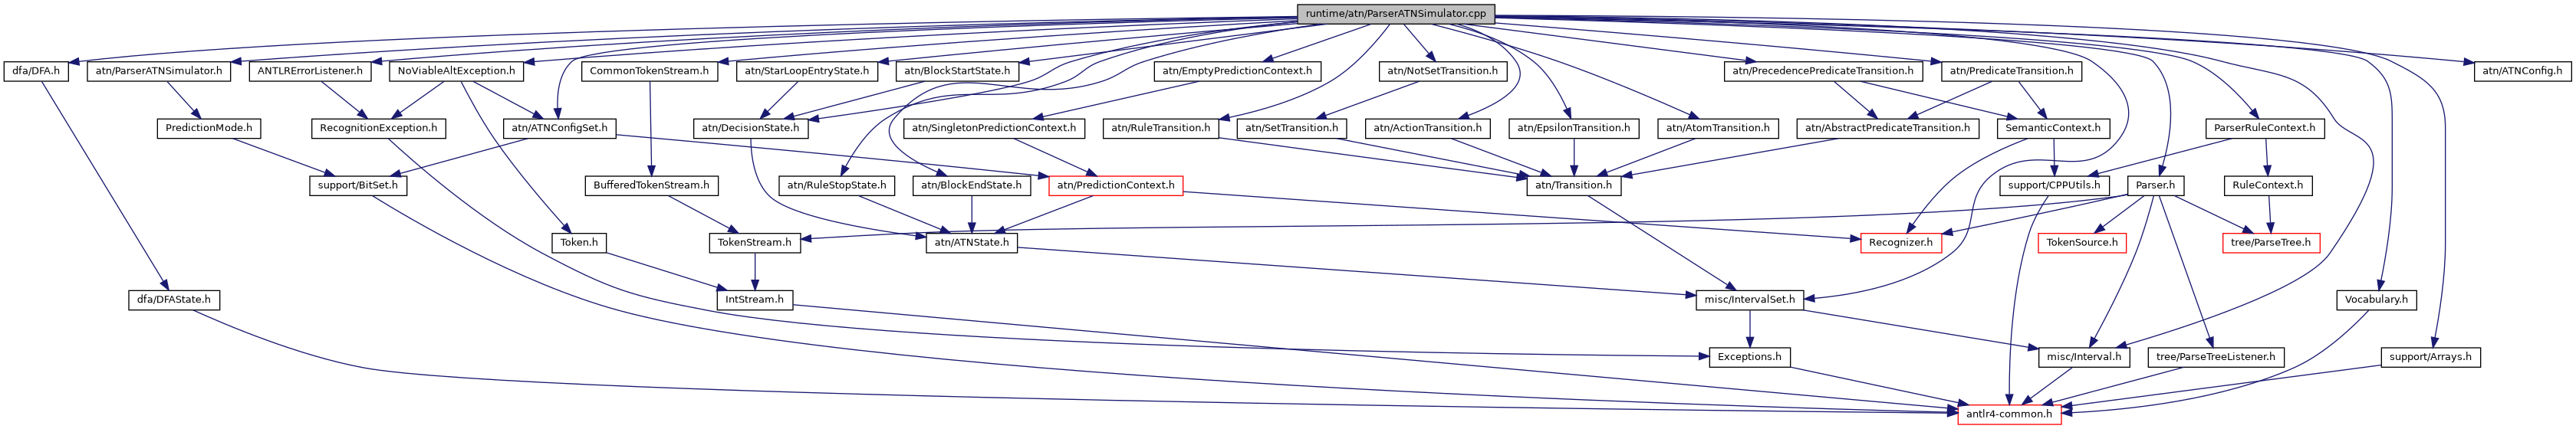 runtime/atn/ParserATNSimulator.cpp
dfa/DFA.h
atn/ParserATNSimulator.h
ANTLRErrorListener.h
NoViableAltException.h
CommonTokenStream.h
atn/StarLoopEntryState.h
atn/BlockStartState.h
atn/EmptyPredictionContext.h
atn/NotSetTransition.h
atn/PrecedencePredicateTransition.h
atn/PredicateTransition.h
atn/ATNConfig.h
PredictionMode.h
RecognitionException.h
atn/ATNConfigSet.h
atn/DecisionState.h
atn/SingletonPredictionContext.h
atn/RuleTransition.h
atn/SetTransition.h
atn/ActionTransition.h
atn/EpsilonTransition.h
atn/AtomTransition.h
atn/AbstractPredicateTransition.h
SemanticContext.h
ParserRuleContext.h
support/BitSet.h
BufferedTokenStream.h
atn/RuleStopState.h
atn/BlockEndState.h
atn/PredictionContext.h
atn/Transition.h
support/CPPUtils.h
Parser.h
RuleContext.h
Token.h
TokenStream.h
atn/ATNState.h
Recognizer.h
TokenSource.h
tree/ParseTree.h
dfa/DFAState.h
IntStream.h
misc/IntervalSet.h
Vocabulary.h
Exceptions.h
misc/Interval.h
tree/ParseTreeListener.h
support/Arrays.h
antlr4-common.h